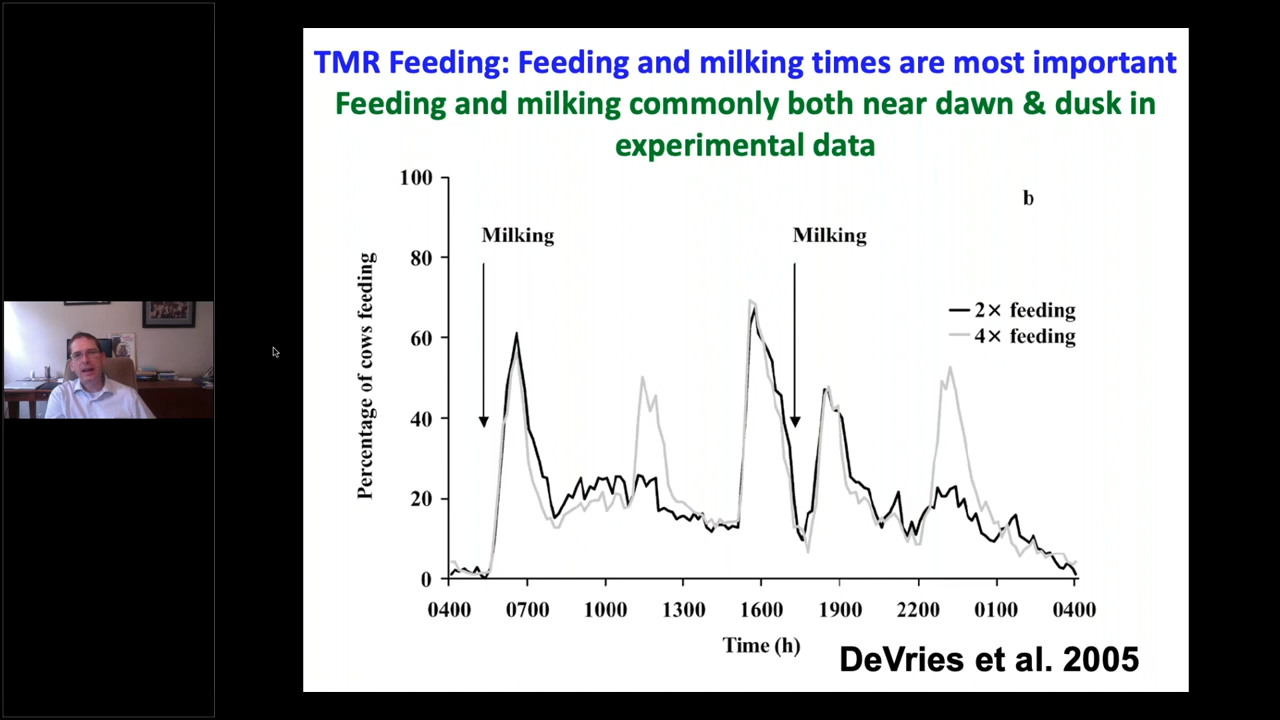 TMR Feeding: Feeding and milking times are most important
Feeding and milking commonly both near dawn & dusk in
experimental data
100
80
60
40
20
0
Percentage of cows feeding
b
Milking
Milking
2× feeding
4× feeding
0400 0700 1000 1300 1600 1900 2200 0100 0400
Time (h)
DeVries et al. 2005